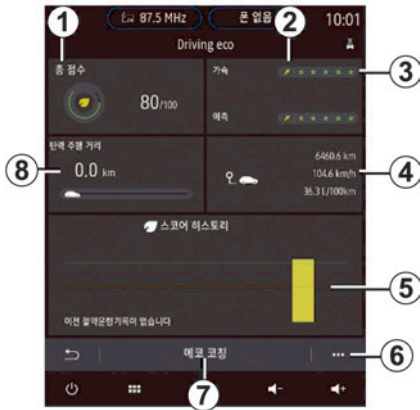 87.5 MHz 폰 없음 10:01
Driving eco
총 점수
80/100
가속
예측
탄력 주행 거리
0.0 km
6460.6 km
104.6 km/h
36.3 L/100km
스코어 히스토리
이전 절약운행기록이 없습니다
에코 코칭
1
2
3
4
5
6
7
8